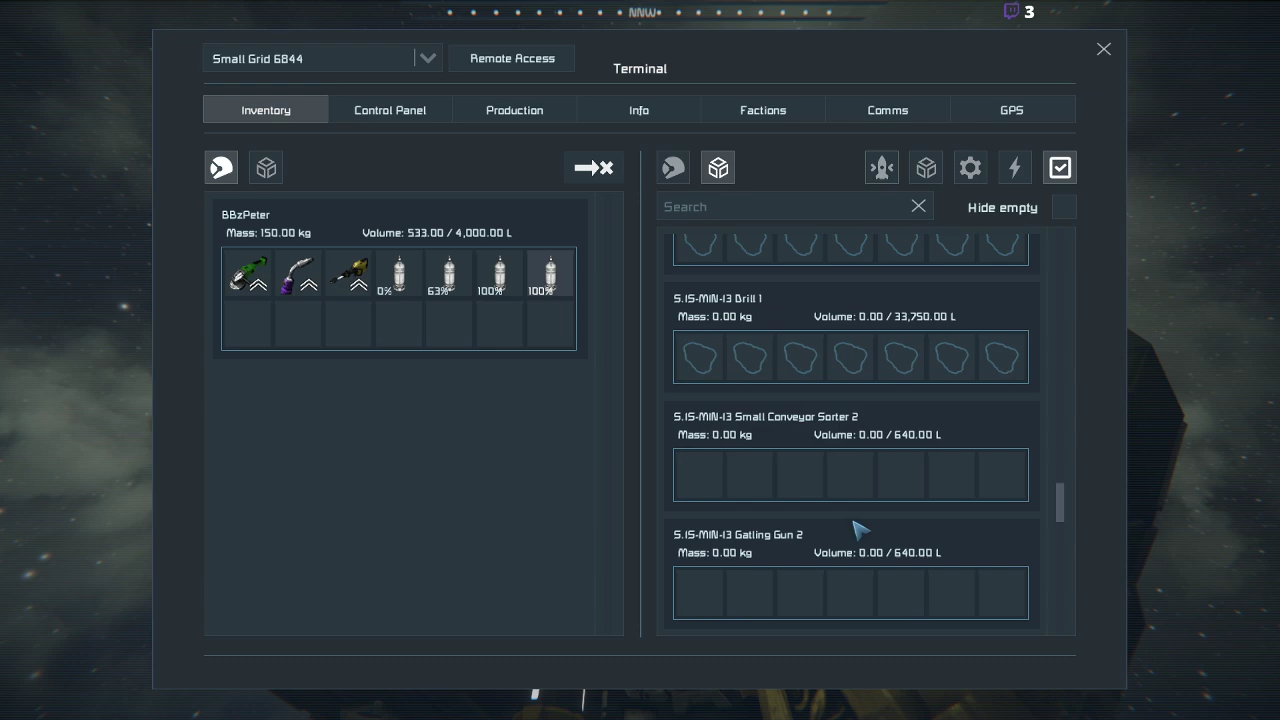 NNW
3
Small Grid 6844
Remote Access
Terminal
Inventory
Control Panel
Production
Info
Factions
Comms
GPS
BBzPeter
Mass: 150.00 kg
Volume: 533.00 / 4,000.00 L
0%
63%
100%
100%
Search
Hide empty
S.IS-MIN-13 Drill 1
Mass: 0.00 kg
Volume: 0.00 / 33,750.00 L
S.IS-MIN-13 Small Conveyor Sorter 2
Mass: 0.00 kg
Volume: 0.00 / 640.00 L
S.IS-MIN-13 Gatling Gun 2
Mass: 0.00 kg
Volume: 0.00 / 640.00 L